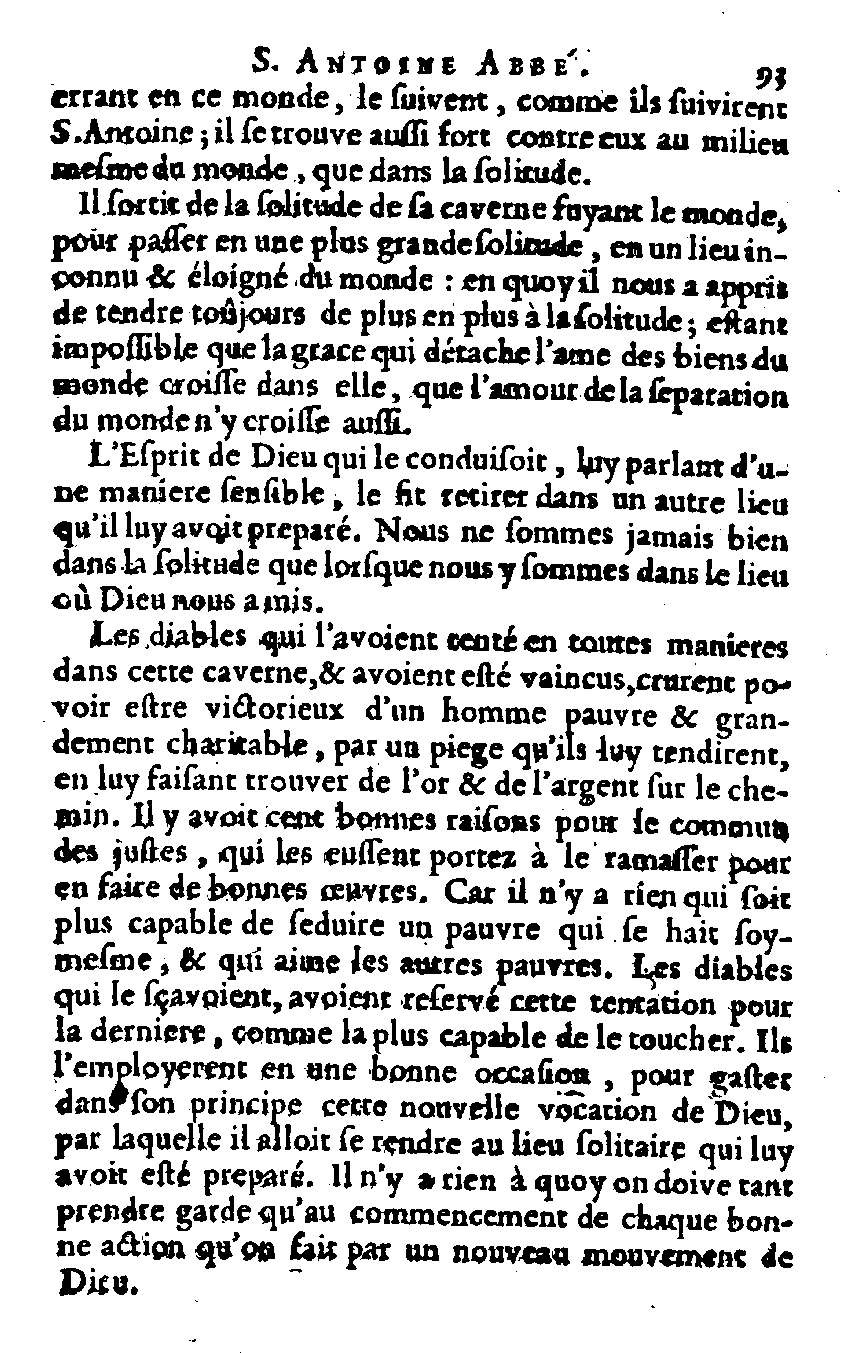 S. ANTOINE ABBÉ. 93
errant en ce monde, le ſuivent, comme ils ſuivirent
S. Antoine; il ſe trouve auſſi fort contre eux au milieu
meſme du monde, que dans la ſolitude.
Il ſortit de la ſolitude de ſa caverne fuyant le monde,
pour paſſer en une plus grande ſolitude, en un lieu in-
connu & éloigné du monde : en quoy il nous a appris
de tendre toûjours de plus en plus à la ſolitude; eſtant
impoſſible que la grace qui détache l'ame des biens du
monde croiſſe dans elle, que l'amour de la ſeparation
du monde n'y croiſſe auſſi.
L'Eſprit de Dieu qui le conduiſoit, luy parlant d'u-
ne maniere ſenſible, le fit retirer dans un autre lieu
qu'il luy avoit preparé. Nous ne ſommes jamais bien
dans la ſolitude que lorſque nous y ſommes dans le lieu
où Dieu nous a mis.
Les diables qui l'avoient tenté en toutes manieres
dans cette caverne, & avoient eſté vaincus, crurent po-
voir eſtre victorieux d'un homme pauvre & gran-
dement charitable, par un piege qu'ils luy tendirent,
en luy faiſant trouver de l'or & de l'argent ſur le che-
min. Il y avoit cent bonnes raiſons pour le commun
des juſtes, qui les euſſent portez à le ramaſſer pour
en faire de bonnes œuvres. Car il n'y a rien qui ſoit
plus capable de ſeduire un pauvre qui ſe hait ſoy-
meſme, & qui aime les autres pauvres. Les diables
qui le ſçavoient, avoient reſervé cette tentation pour
la derniere, comme la plus capable de le toucher. Ils
l'employerent en une bonne occaſion, pour gaſter
dans ſon principe cette nouvelle vocation de Dieu,
par laquelle il alloit ſe rendre au lieu ſolitaire qui luy
avoit eſté preparé. Il n'y a rien à quoy on doive tant
prendre garde qu'au commencement de chaque bon-
ne action qu'on fait par un nouveau mouvement de
Dieu.